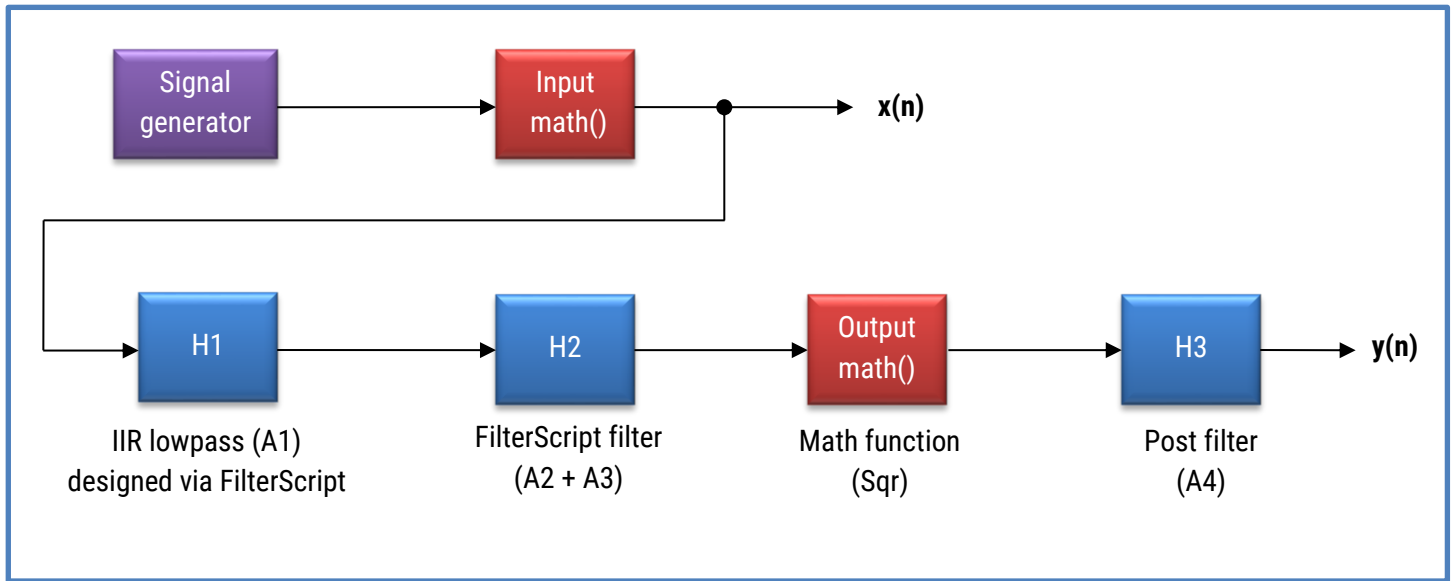 Signal
generator
Input
math()
x(n)
H1
H2
Output
math()
H3
y(n)
IIR lowpass (A1)
designed via FilterScript
FilterScript filter
(A2 + A3)
Math function
(Sqr)
Post filter
(A4)